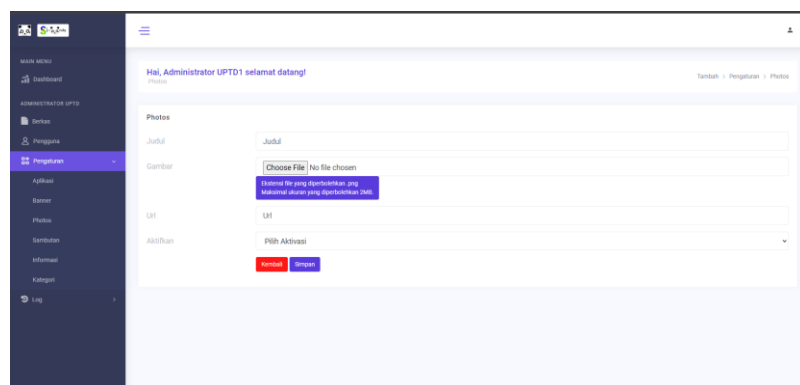 MAIN MENU
Dashboard
ADMINISTRATOR UPTD
Berkas
Pengguna
Pengaturan
Aplikasi
Banner
Photos
Sambutan
Informasi
Kategori
Log
Hai, Administrator UPTD1 selamat datang!
Photos
Tambah > Pengaturan > Photos
Photos
Judul
Judul
Gambar
Choose File No file chosen
Ekstensi file yang diperbolehkan .png
Maksimal ukuran yang diperbolehkan 2MB.
Url
Url
Aktifkan
Pilih Aktivasi
Kembali
Simpan